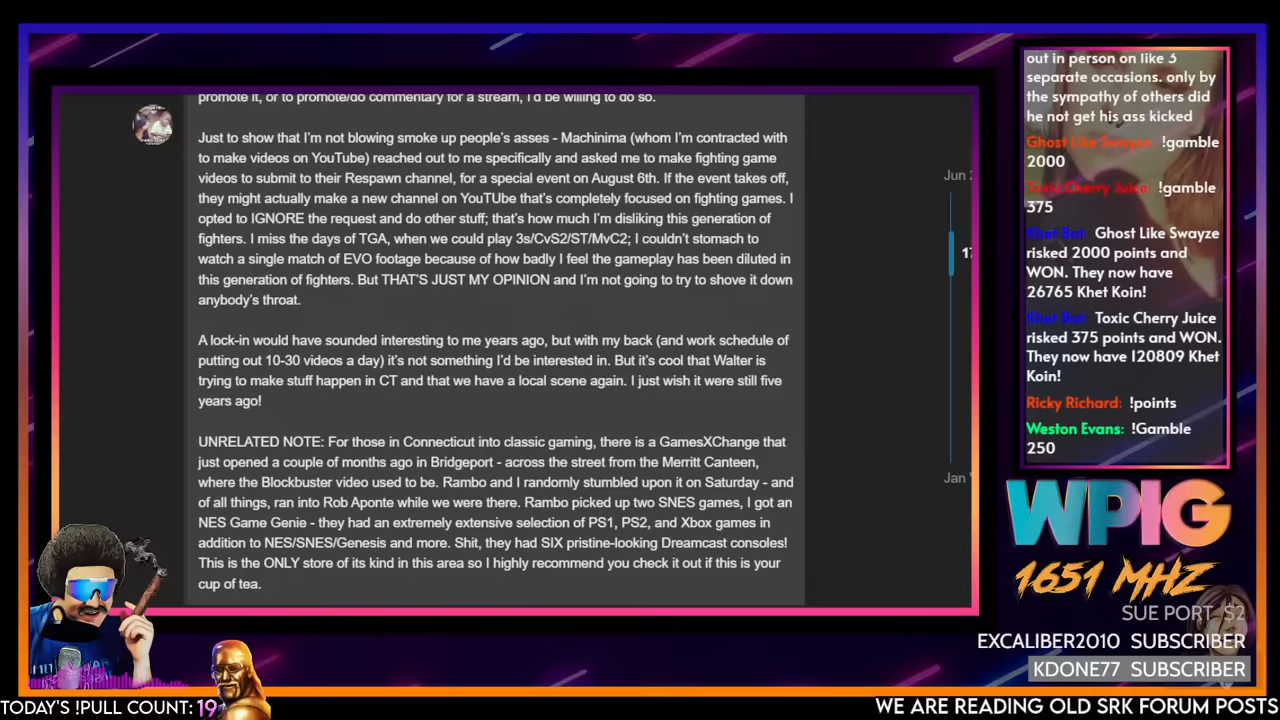 promote it, or to promote/do commentary for a stream, I'd be willing to do so.
Just to show that I'm not blowing smoke up people's asses - Machinima (whom I'm contracted with
to make videos on YouTube) reached out to me specifically and asked me to make fighting game
videos to submit to their Respawn channel, for a special event on August 6th. If the event takes off,
they might actually make a new channel on YouTUbe that's completely focused on fighting games. I
opted to IGNORE the request and do other stuff; that's how much I'm disliking this generation of
fighters. I miss the days of TGA, when we could play 3s/CvS2/ST/MvC2; I couldn't stomach to
watch a single match of EVO footage because of how badly I feel the gameplay has been diluted in
this generation of fighters. But THAT'S JUST MY OPINION and I'm not going to try to shove it down
anybody's throat.
A lock-in would have sounded interesting to me years ago, but with my back (and work schedule of
putting out 10-30 videos a day) it's not something I'd be interested in. But it's cool that Walter is
trying to make stuff happen in CT and that we have a local scene again. I just wish it were still five
years ago!
UNRELATED NOTE: For those in Connecticut into classic gaming, there is a GamesXChange that
just opened a couple of months ago in Bridgeport - across the street from the Merritt Canteen,
where the Blockbuster video used to be. Rambo and I randomly stumbled upon it on Saturday - and
of all things, ran into Rob Aponte while we were there. Rambo picked up two SNES games, I got an
NES Game Genie - they had an extremely extensive selection of PS1, PS2, and Xbox games in
addition to NES/SNES/Genesis and more. Shit, they had SIX pristine-looking Dreamcast consoles!
This is the ONLY store of its kind in this area so I highly recommend you check it out if this is your
cup of tea.
Jun
17
Jan
out in person on like 3
separate occasions. only by
the sympathy of others did
he not get his ass kicked
Ghost Like Swayze: !gamble
2000
Toxic Cherry Juice: !gamble
375
Khet Bot: Ghost Like Swayze
risked 2000 points and
WON. They now have
26765 Khet Koin!
Khet Bot: Toxic Cherry Juice
risked 375 points and WON.
They now have 120809 Khet
Koin!
Ricky Richard: !points
Weston Evans: !Gamble
250
WPIG
1651 MHZ
SUE PORT $2
EXCALIBER2010 SUBSCRIBER
KDONE77 SUBSCRIBER
TODAY'S !PULL COUNT: 19
WE ARE READING OLD SRK FORUM POSTS